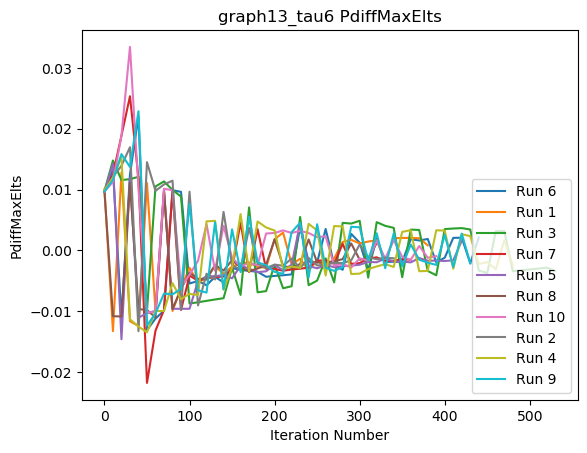 graph13_tau6 PdiffMaxElts
PdiffMaxElts
0.03
0.02
0.01
0.00
−0.01
−0.02
0
100
200
300
400
500
Iteration Number
Run 6
Run 1
Run 3
Run 7
Run 5
Run 8
Run 10
Run 2
Run 4
Run 9